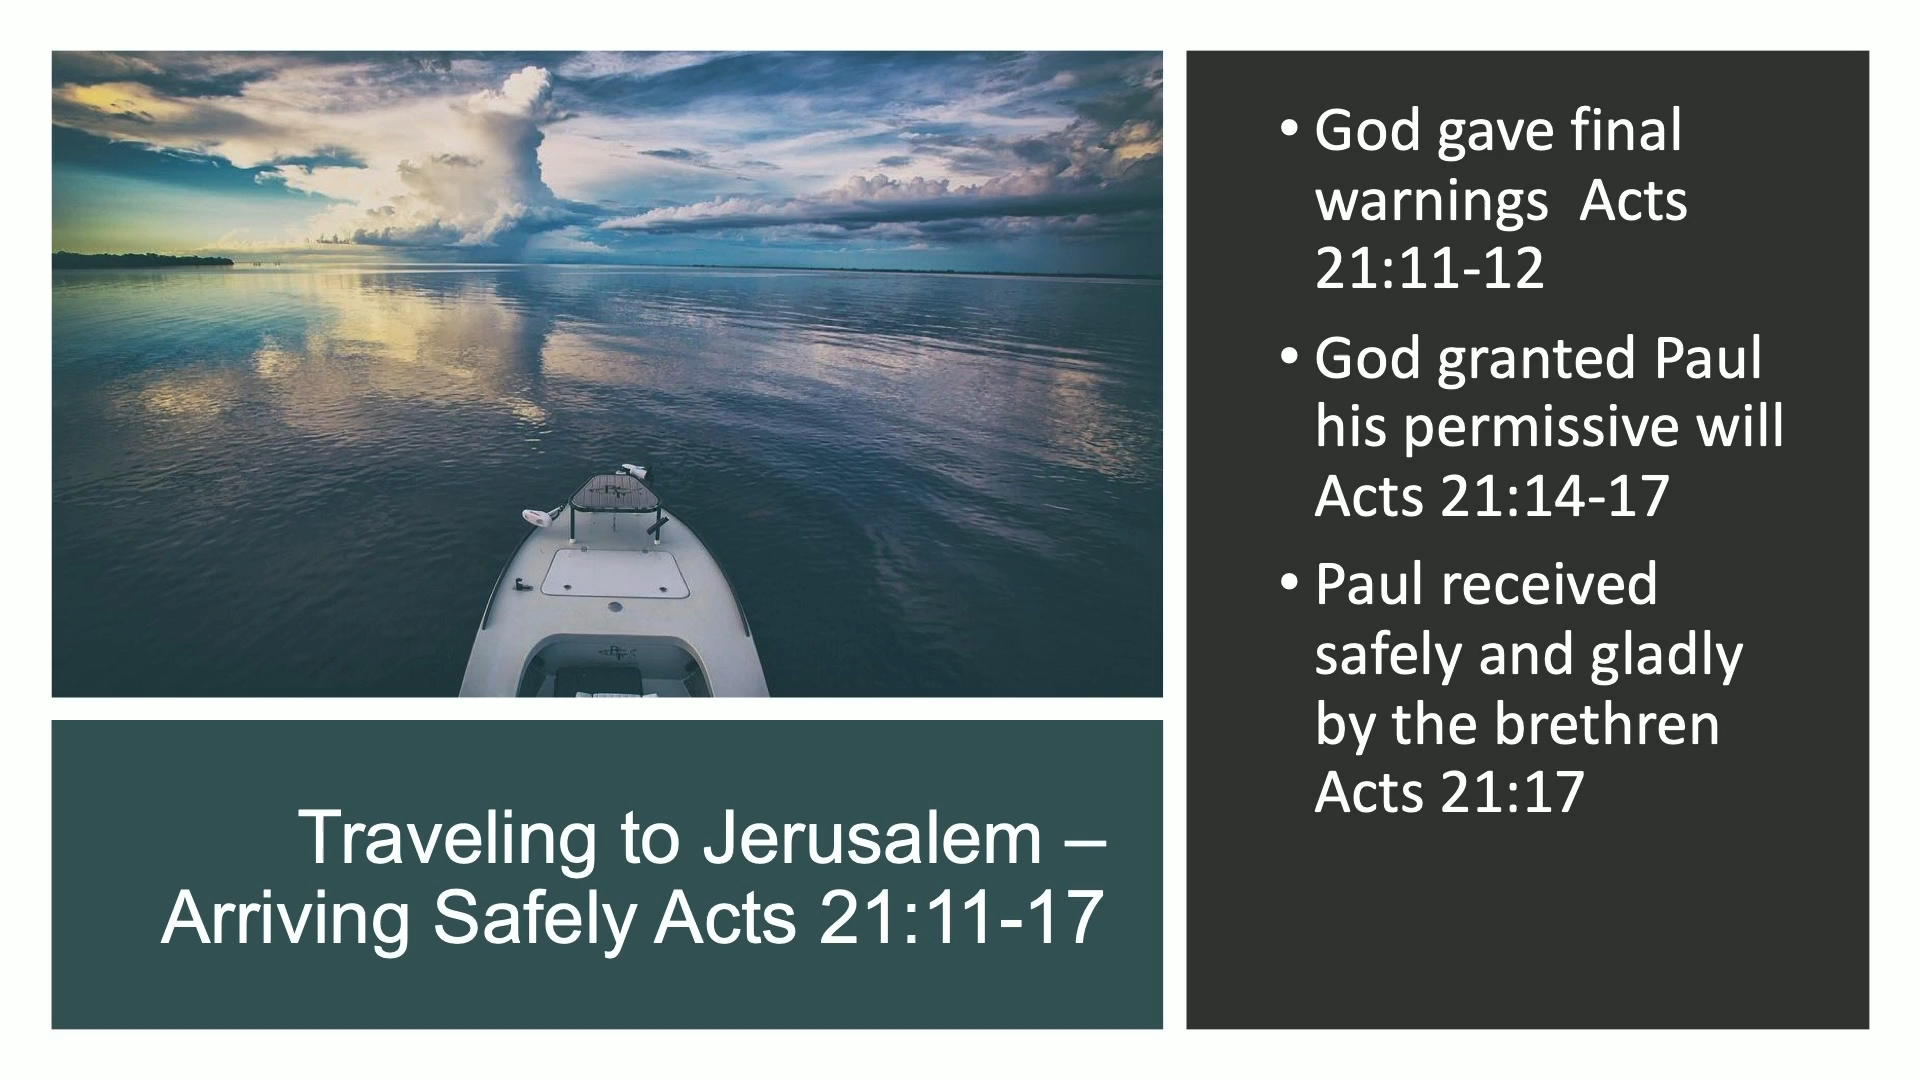 • God gave final
warnings  Acts
21:11-12
• God granted Paul
his permissive will
Acts 21:14-17
• Paul received
safely and gladly
by the brethren
Acts 21:17
Traveling to Jerusalem –
Arriving Safely Acts 21:11-17